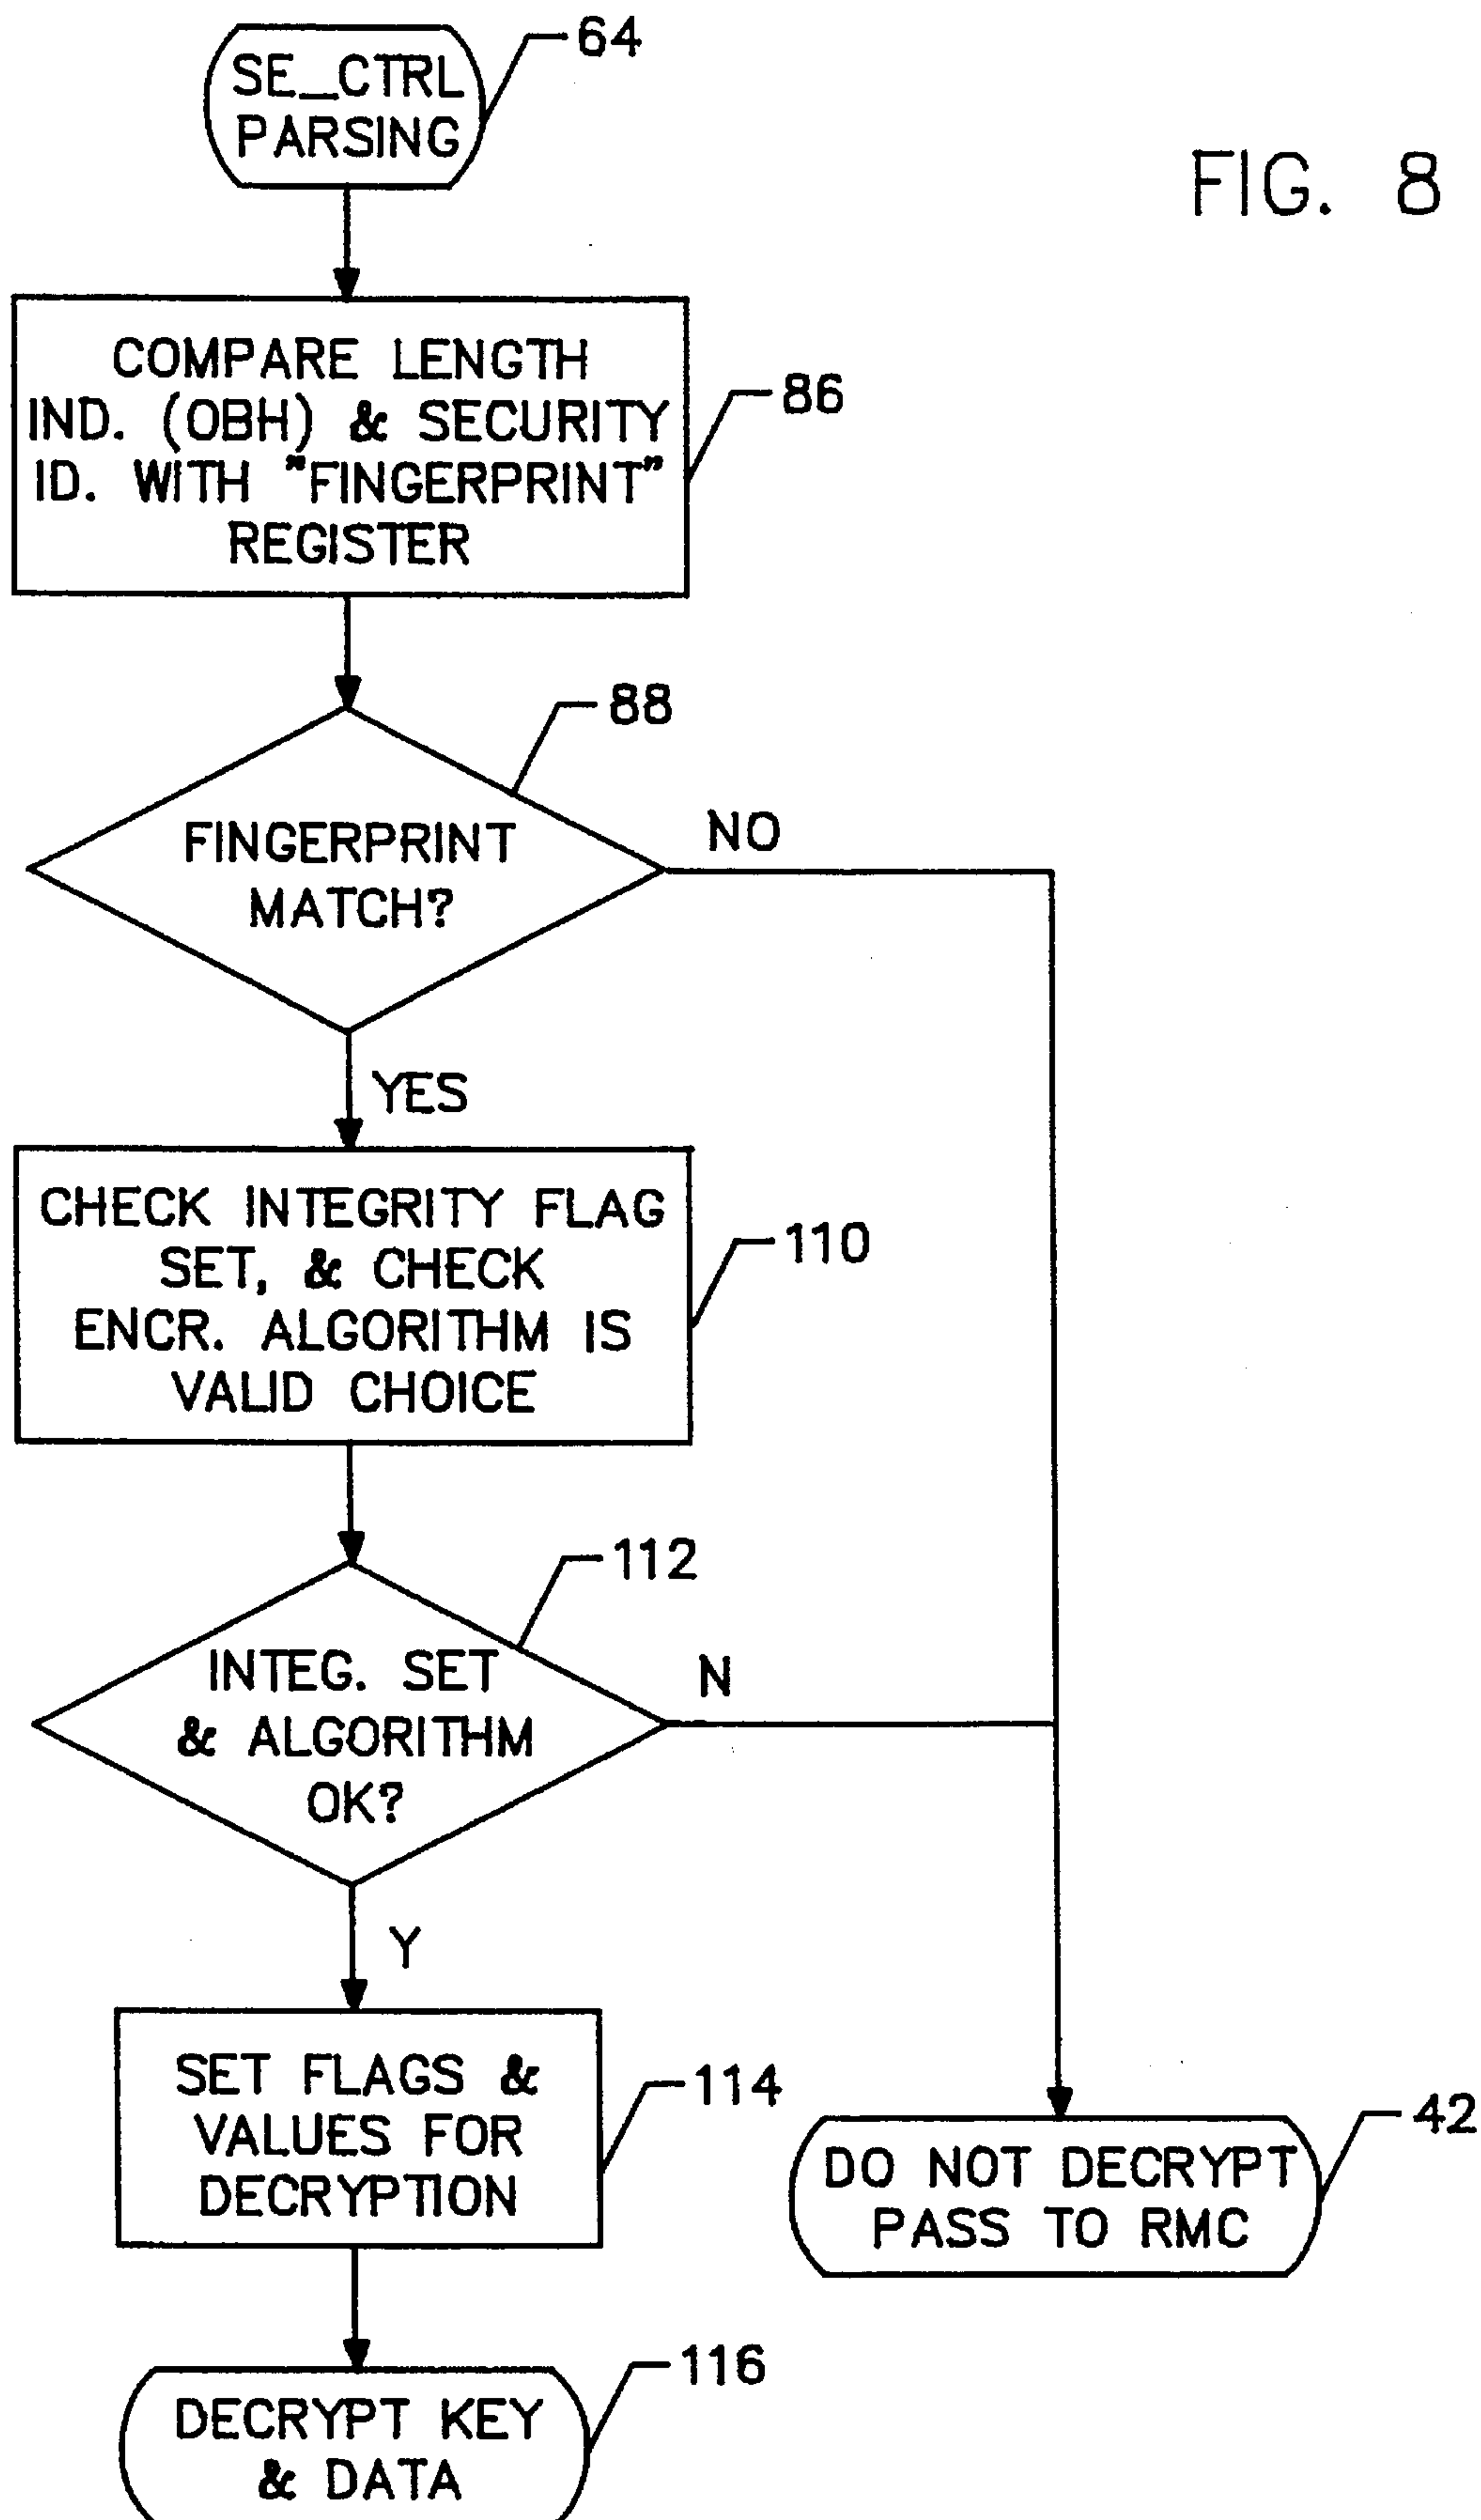 SE_CTRL
PARSING
64
FIG. 8
COMPARE LENGTH
IND. (OBH) & SECURITY
ID. WITH "FINGERPRINT"
REGISTER
86
FINGERPRINT
MATCH?
88
NO
YES
CHECK INTEGRITY FLAG
SET, & CHECK
ENCR. ALGORITHM IS
VALID CHOICE
110
INTEG. SET
& ALGORITHM
OK?
112
N
Y
SET FLAGS &
VALUES FOR
DECRYPTION
114
DO NOT DECRYPT
PASS TO RMC
42
DECRYPT KEY
& DATA
116